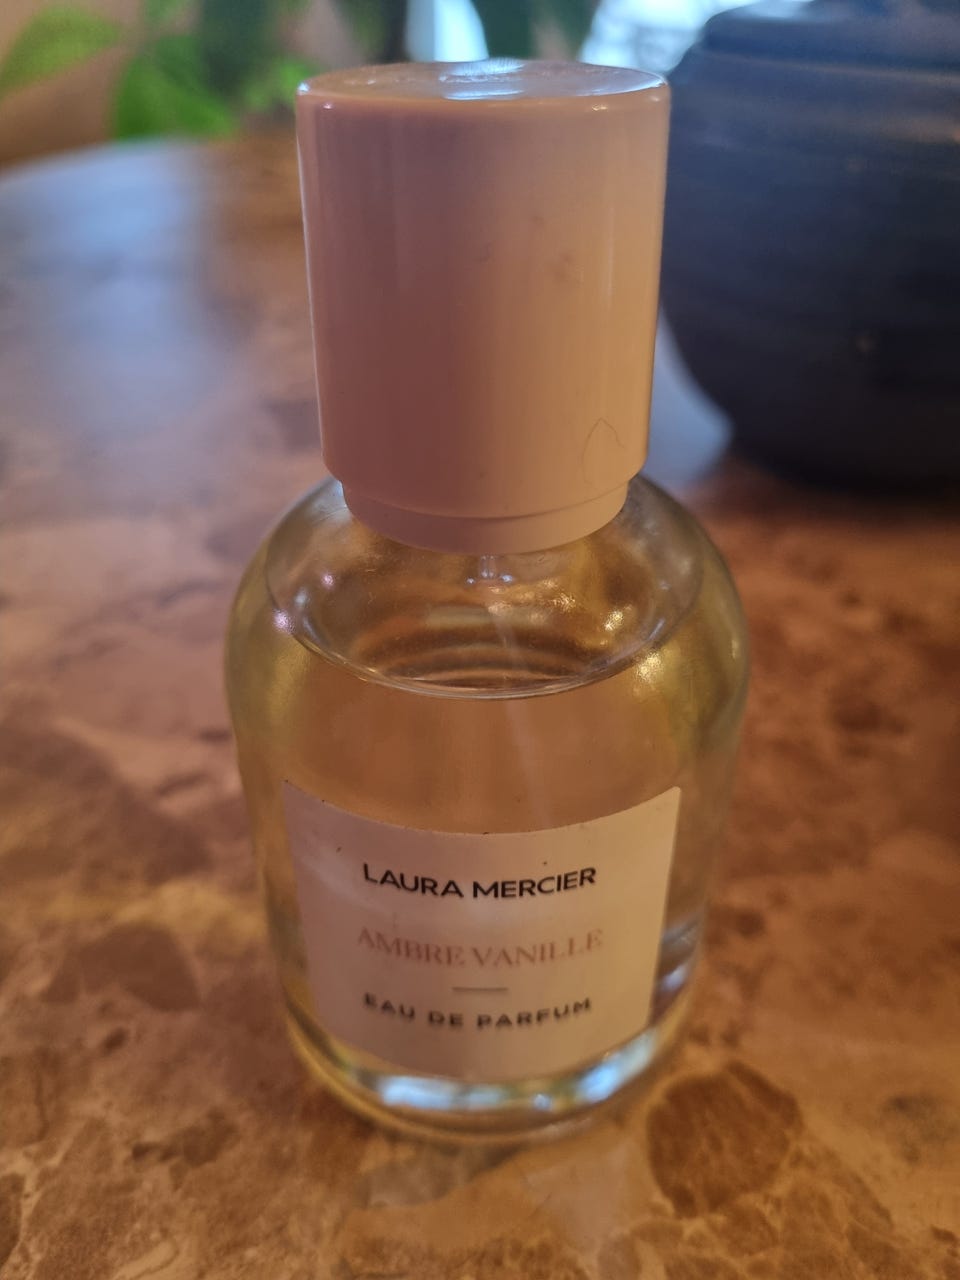 LAURA MERCIER
AMBRE VANILLE
EAU DE PARFUM